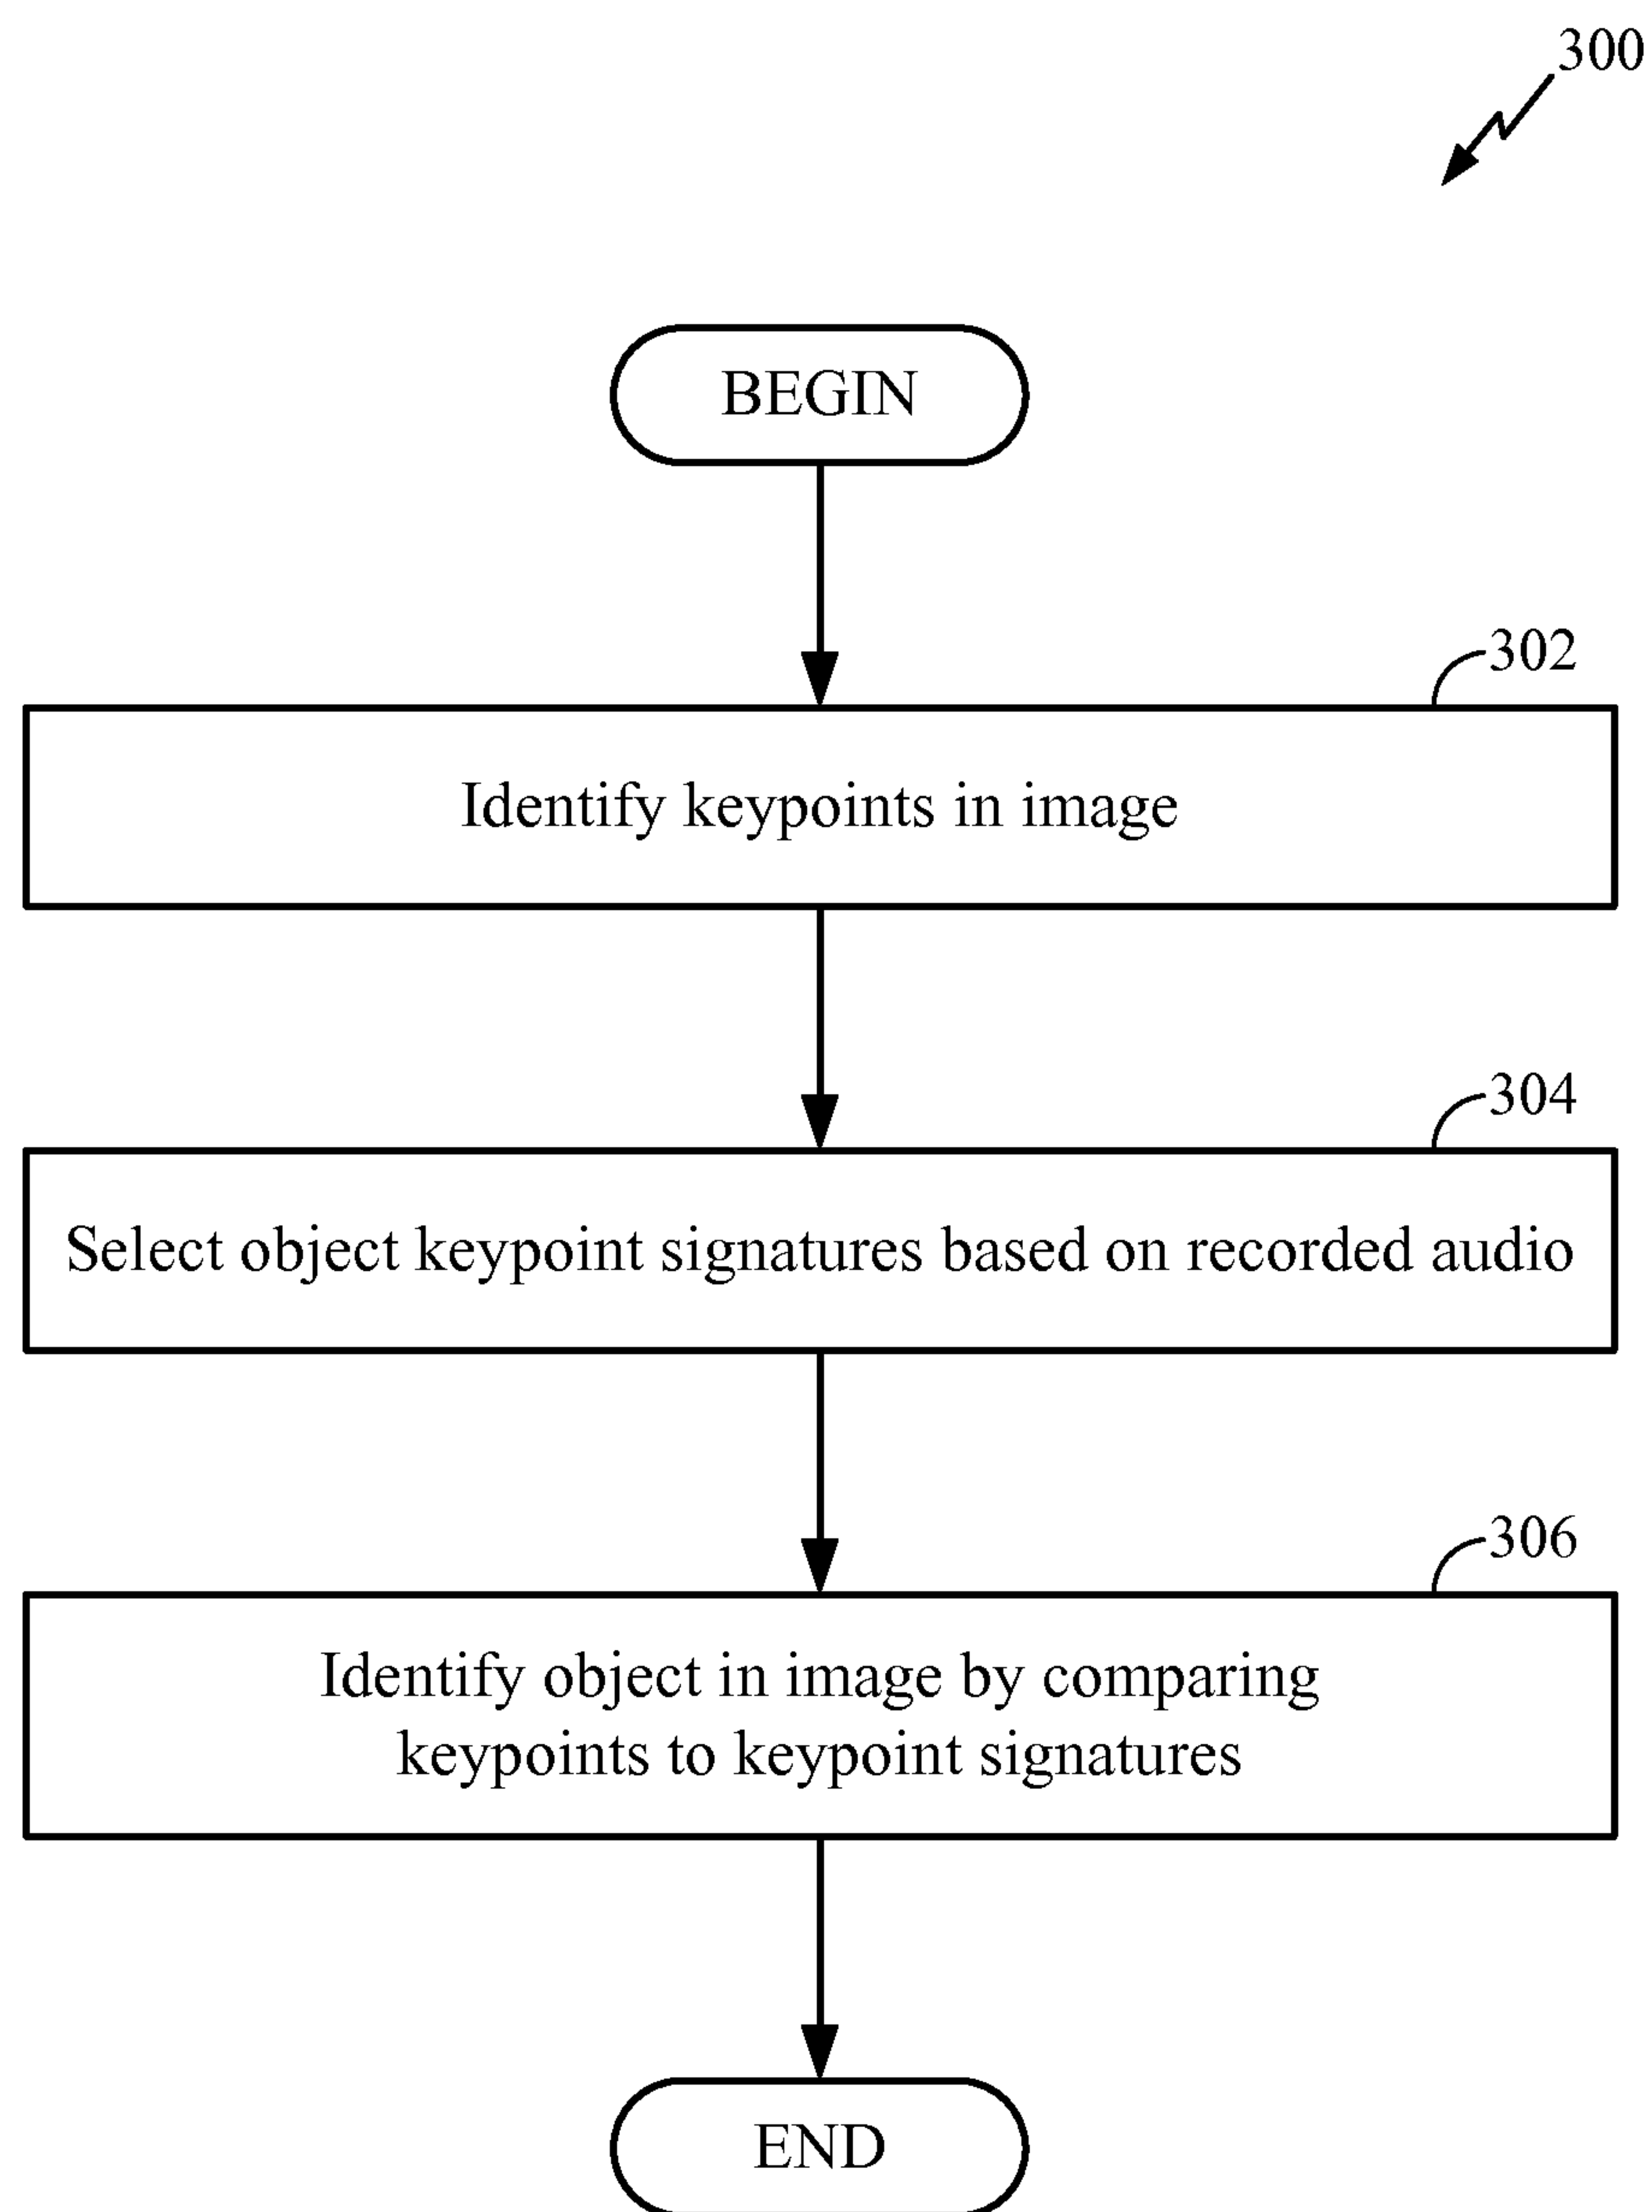 300
BEGIN
302
Identify keypoints in image
304
Select object keypoint signatures based on recorded audio
306
Identify object in image by comparing
keypoints to keypoint signatures
END